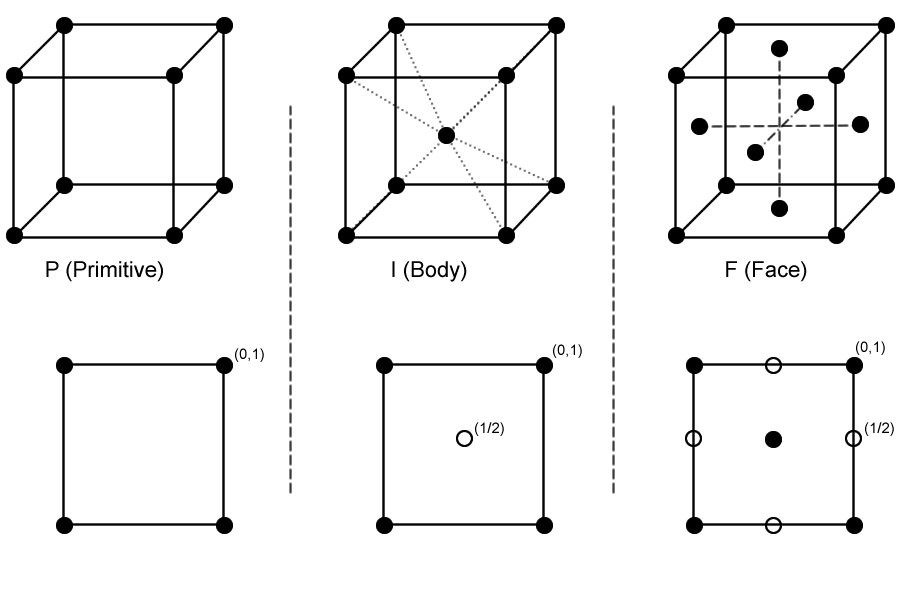 P (Primitive)
I (Body)
F (Face)
(0,1)
(0,1)
(0,1)
(1/2)
(1/2)